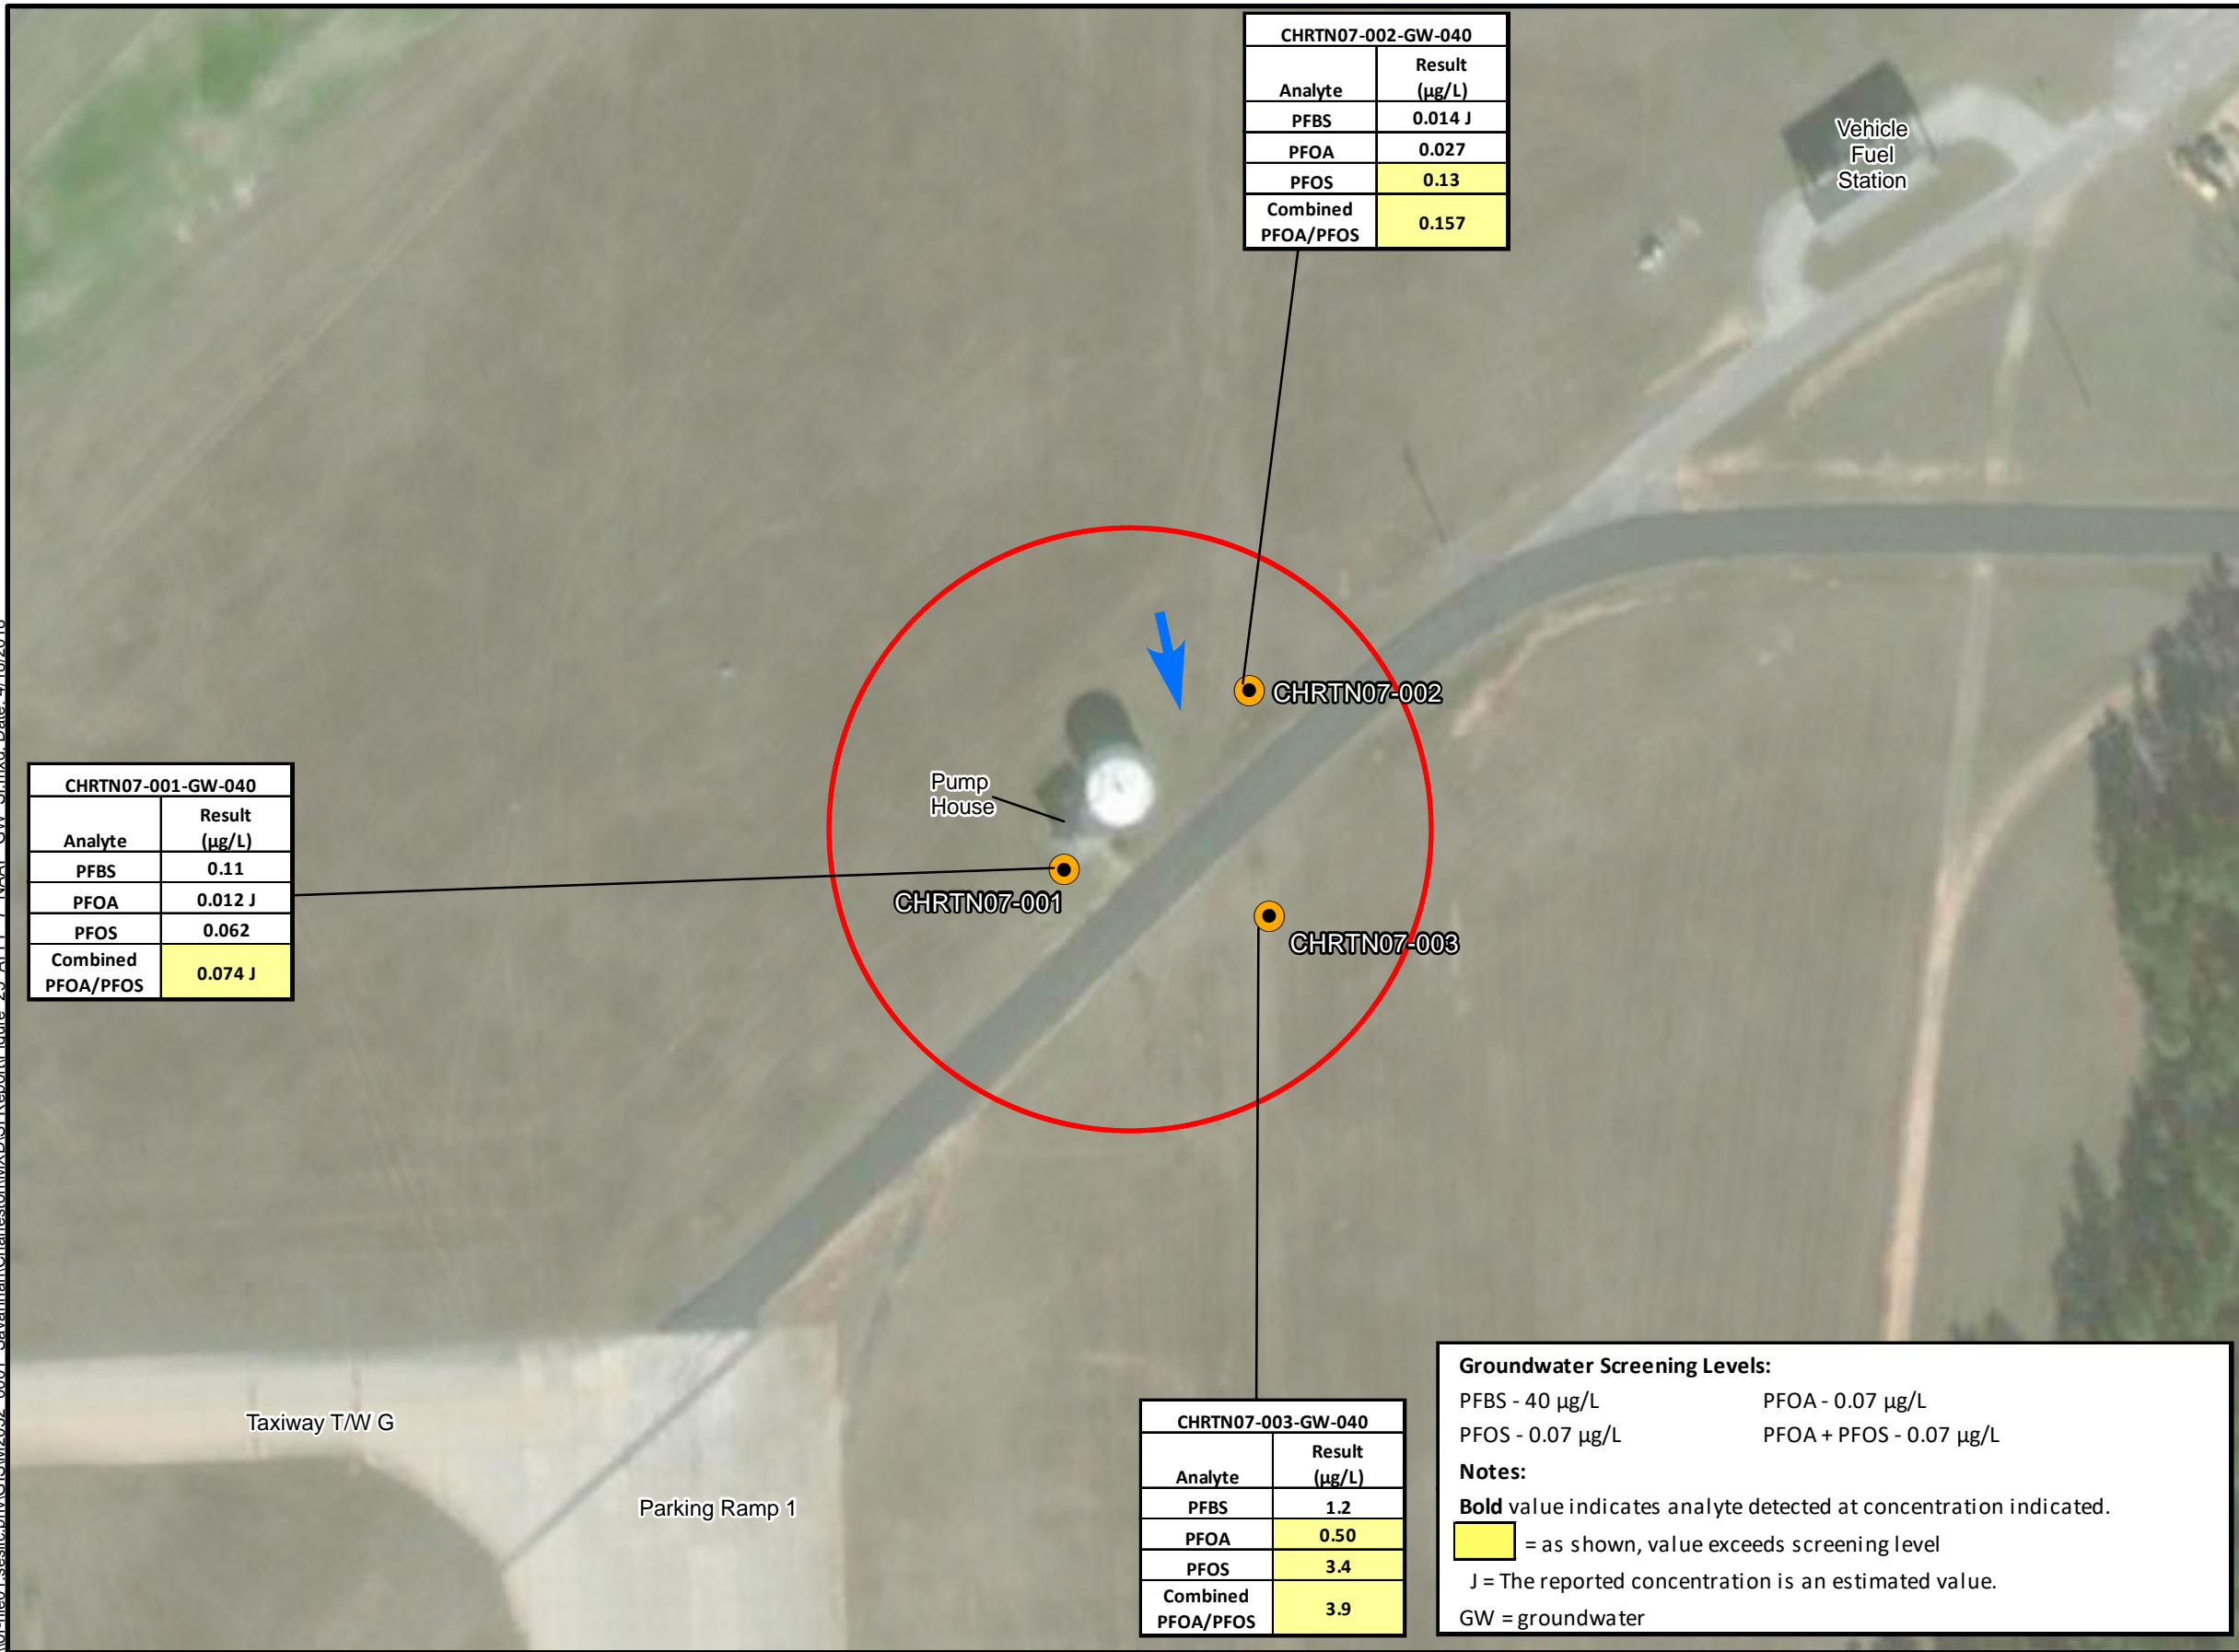 CHRTN07-002-GW-040
Analyte Result (µg/L)
PFBS 0.014 J
PFOA 0.027
PFOS 0.13
Combined PFOA/PFOS 0.157
Vehicle
Fuel
Station
CHRTN07-002
Pump
House
CHRTN07-001
CHRTN07-003
CHRTN07-001-GW-040
Analyte Result (µg/L)
PFBS 0.11
PFOA 0.012 J
PFOS 0.062
Combined PFOA/PFOS 0.074 J
Taxiway T/W G
Parking Ramp 1
CHRTN07-003-GW-040
Analyte Result (µg/L)
PFBS 1.2
PFOA 0.50
PFOS 3.4
Combined PFOA/PFOS 3.9
Groundwater Screening Levels:
PFBS - 40 µg/L PFOA - 0.07 µg/L
PFOS - 0.07 µg/L PFOA + PFOS - 0.07 µg/L
Notes:
Bold value indicates analyte detected at concentration indicated.
= as shown, value exceeds screening level
J = The reported concentration is an estimated value.
GW = groundwater